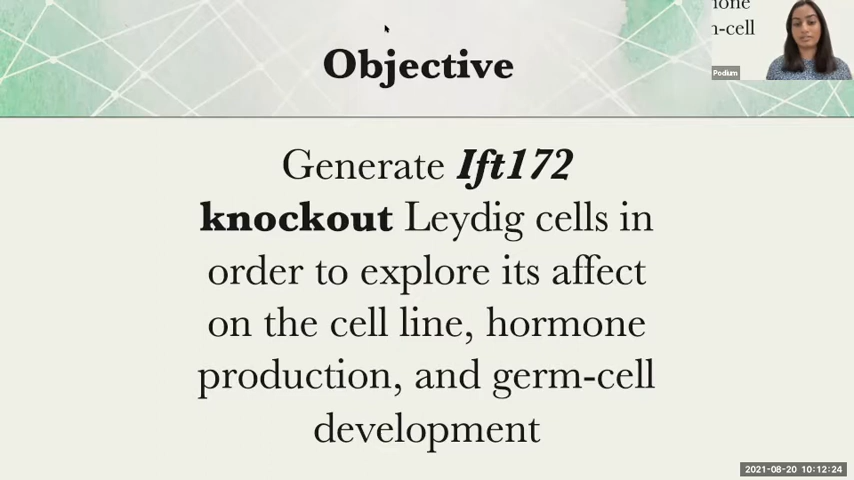 Objective
Generate Ift172
knockout Leydig cells in
order to explore its affect
on the cell line, hormone
production, and germ-cell
development
-cell
Podium
2021-08-20 10:12:24